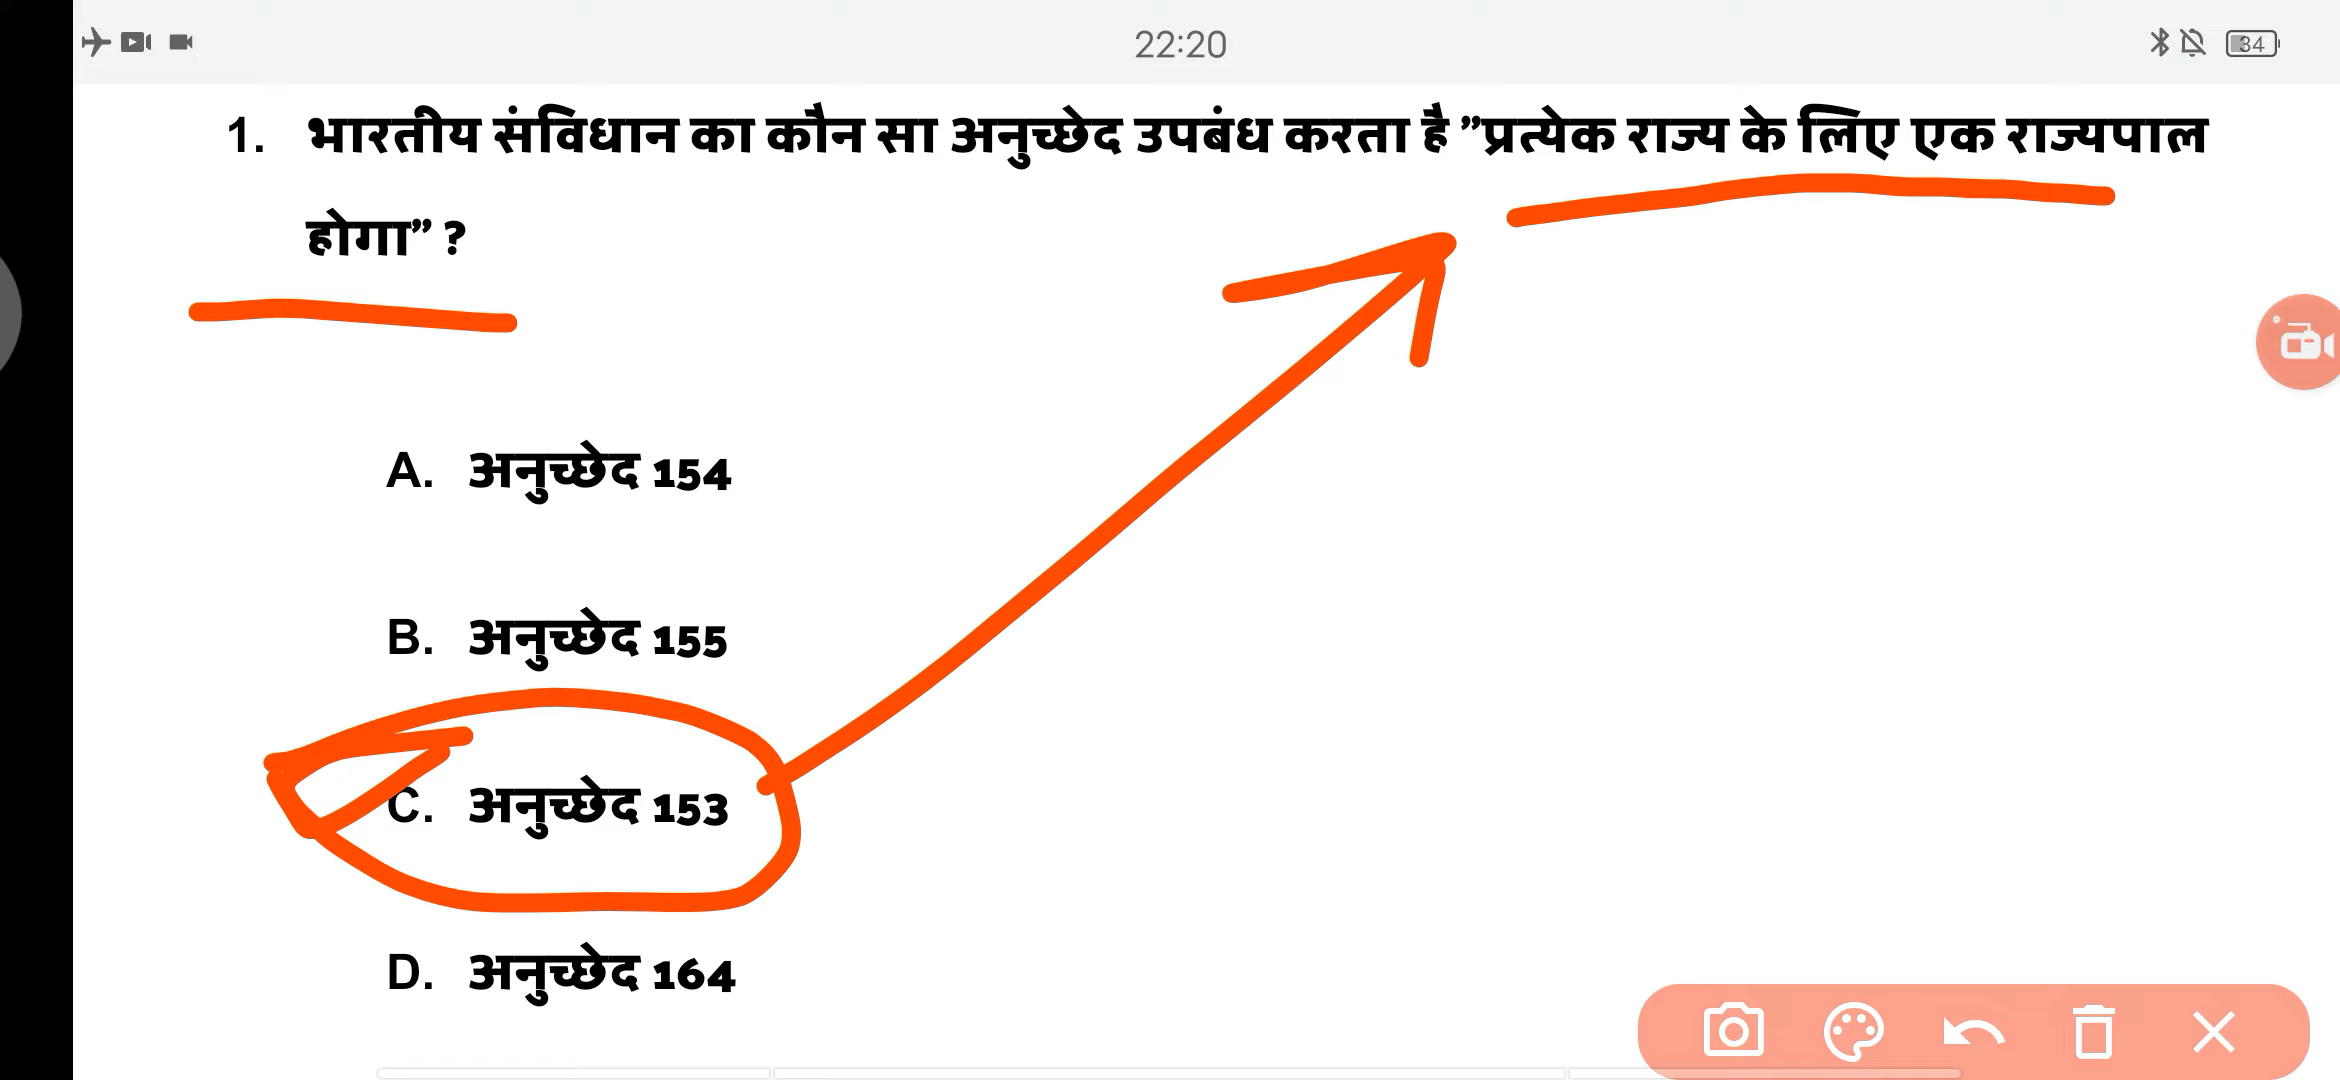 22:20
34
1. भारतीय संविधान का कौन सा अनुच्छेद उपबंध करता है ”प्रत्येक राज्य के लिए एक राज्यपाल
होगा” ?
A. अनुच्छेद 154
B. अनुच्छेद 155
C. अनुच्छेद 153
D. अनुच्छेद 164